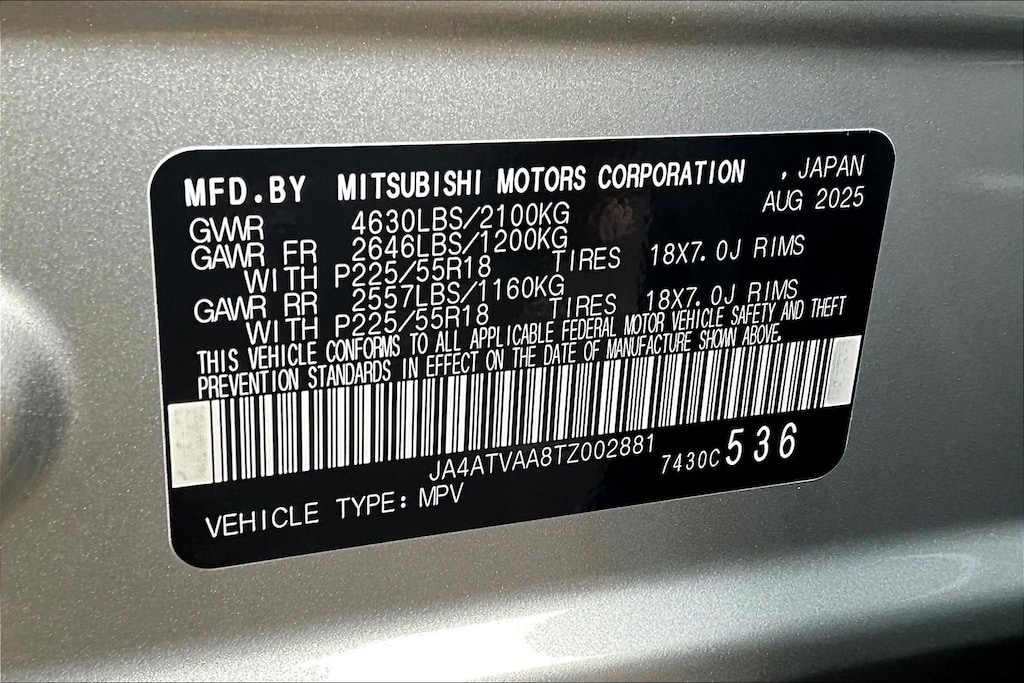 MFD.BY MITSUBISHI MOTORS CORPORATION , JAPAN
AUG 2025
GVWR 4630LBS/2100KG
GAWR FR 2646LBS/1200KG
WITH P225/55R18 TIRES 18X7.0J RIMS
GAWR RR 2557LBS/1160KG
WITH P225/55R18 TIRES 18X7.0J RIMS
THIS VEHICLE CONFORMS TO ALL APPLICABLE FEDERAL MOTOR VEHICLE SAFETY AND THEFT
PREVENTION STANDARDS IN EFFECT ON THE DATE OF MANUFACTURE SHOWN ABOVE.
JA4ATVAA8TZ002881
7430C 536
VEHICLE TYPE: MPV